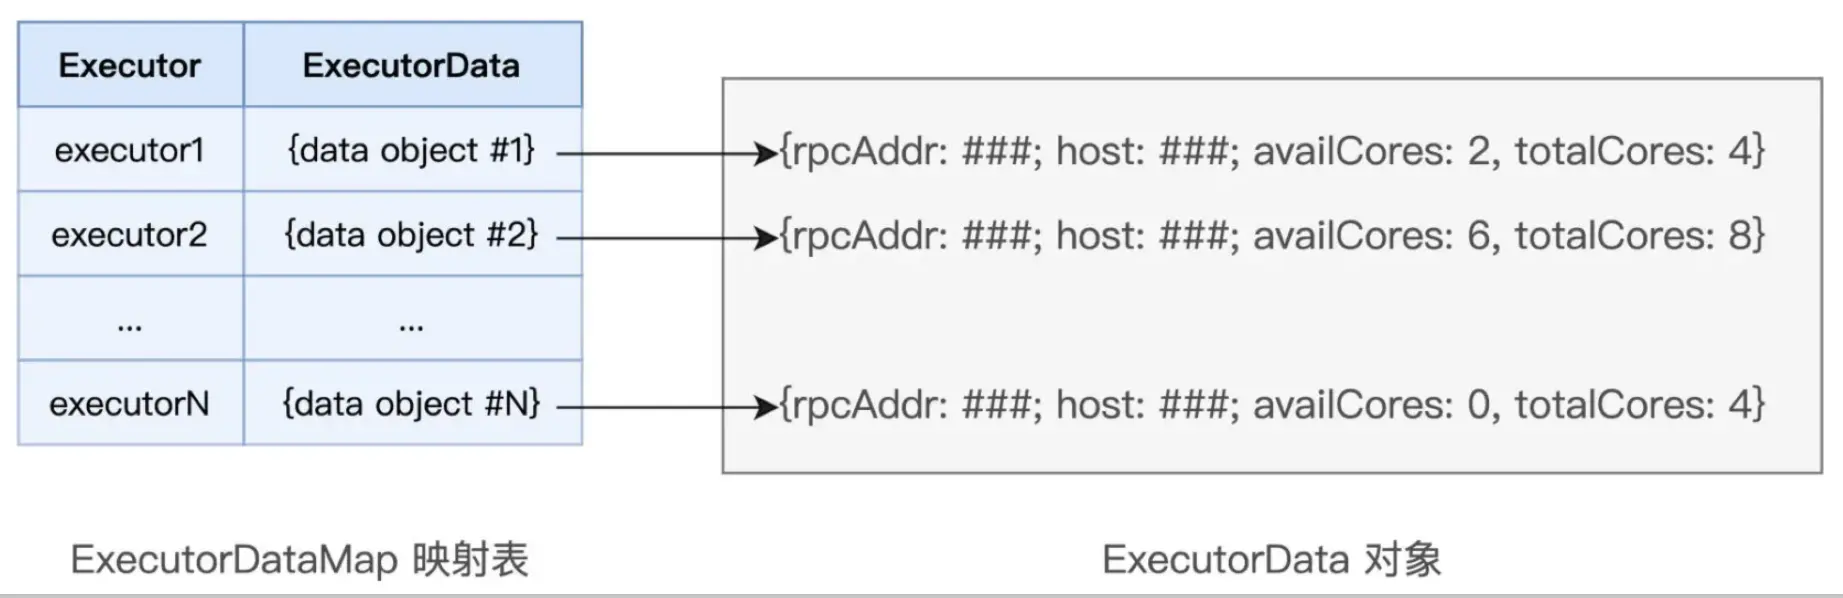 Executor ExecutorData
executor1 {data object #1} {rpcAddr: ###; host: ###; availCores: 2, totalCores: 4}
executor2 {data object #2} {rpcAddr: ###; host: ###; availCores: 6, totalCores: 8}
... ...
executorN {data object #N} {rpcAddr: ###; host: ###; availCores: 0, totalCores: 4}
ExecutorDataMap 映射表 ExecutorData 对象